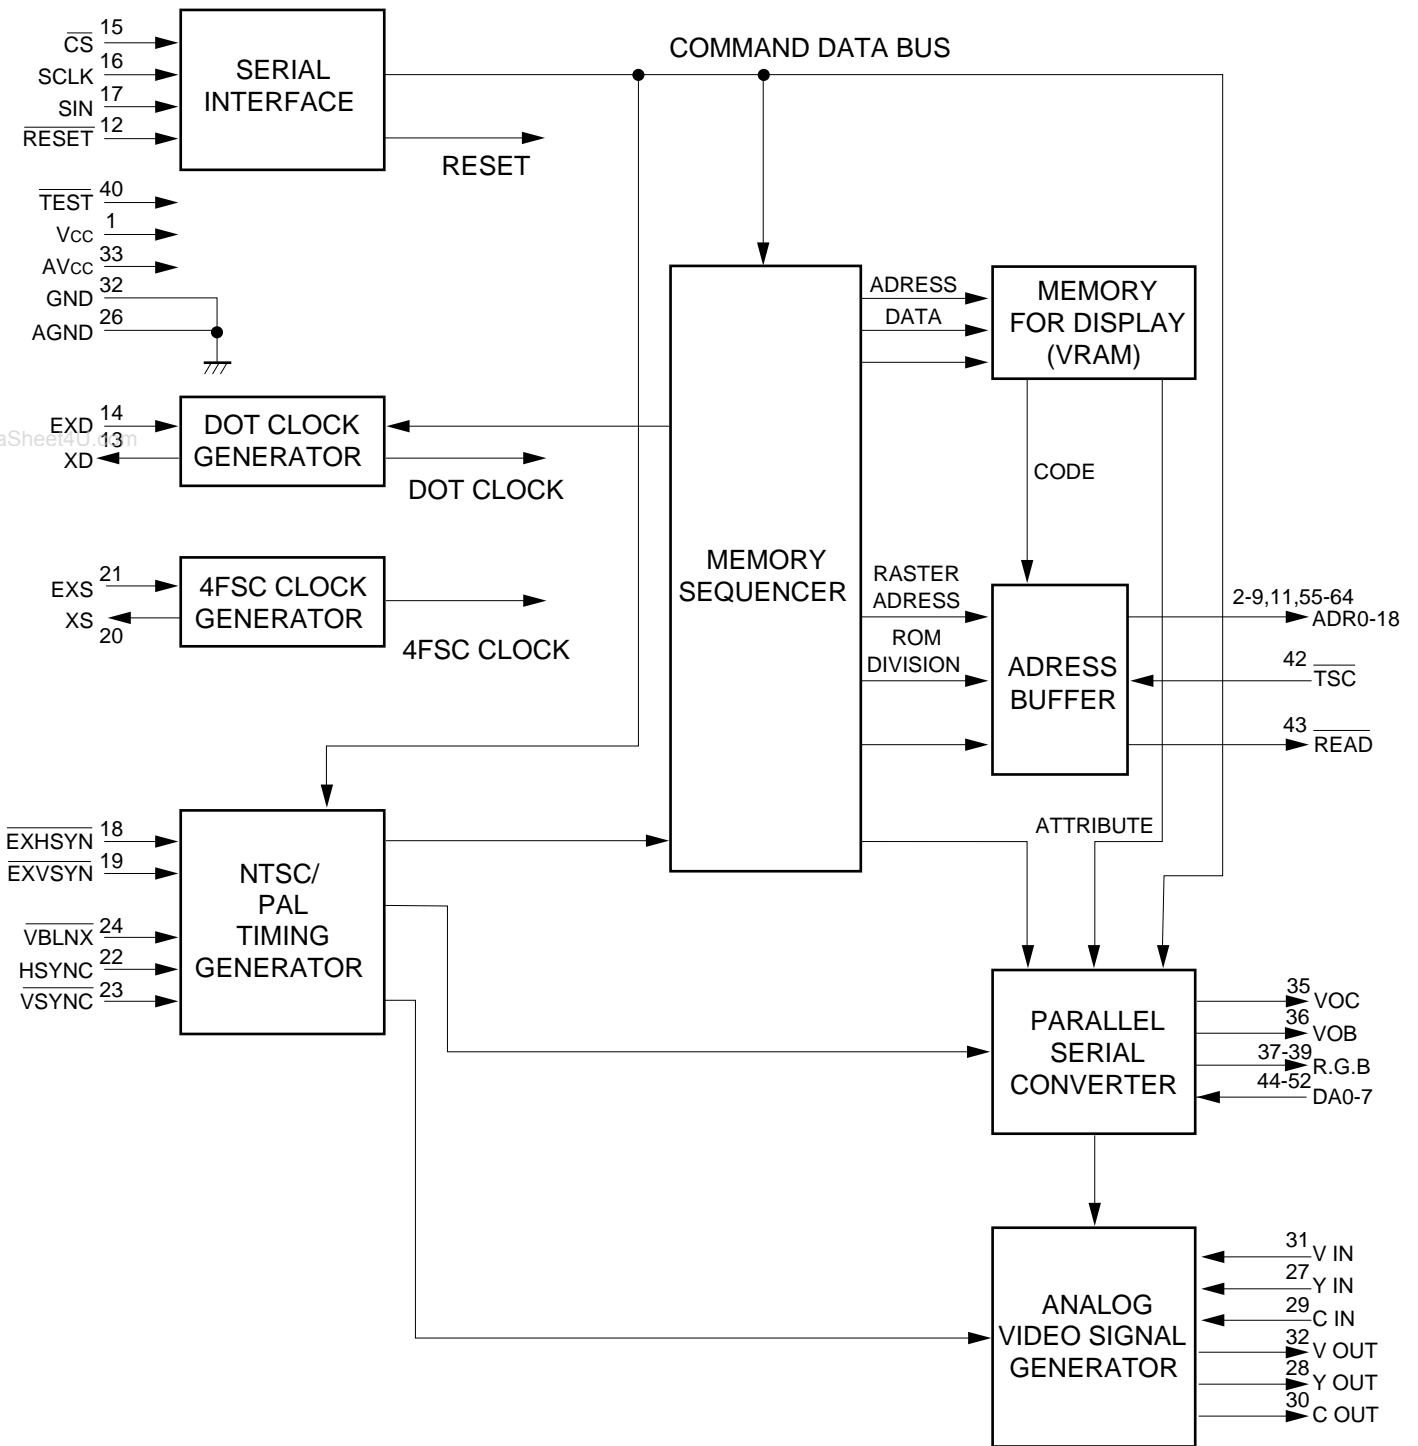 15
CS
16
SCLK
17
SIN
12
RESET
SERIAL
INTERFACE
COMMAND DATA BUS
RESET
40
TEST
1
Vcc
33
AVcc
32
GND
26
AGND
ADRESS
DATA
MEMORY
FOR DISPLAY
(VRAM)
14
EXD
13
XD
DOT CLOCK
GENERATOR
DOT CLOCK
CODE
21
EXS
XS
20
4FSC CLOCK
GENERATOR
4FSC CLOCK
MEMORY
SEQUENCER
RASTER
ADRESS
ROM
DIVISION
ADRESS
BUFFER
2-9,11,55-64
ADR0-18
42
TSC
43
READ
18
EXHSYN
19
EXVSYN
24
VBLNX
22
HSYNC
23
VSYNC
NTSC/
PAL
TIMING
GENERATOR
ATTRIBUTE
PARALLEL
SERIAL
CONVERTER
35
VOC
36
VOB
37-39
R.G.B
44-52
DA0-7
ANALOG
VIDEO SIGNAL
GENERATOR
31
V IN
27
Y IN
29
C IN
32
V OUT
28
Y OUT
30
C OUT